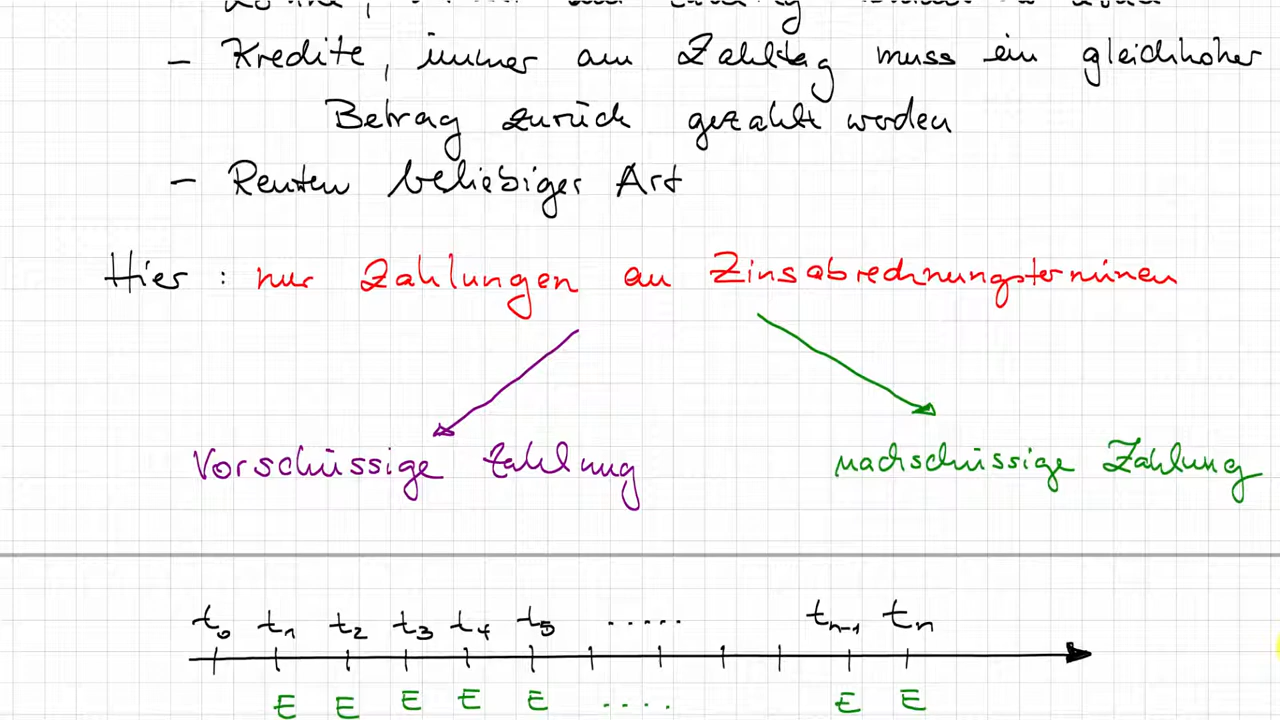 - Kredite, immer am Zahltag muss ein gleichhoher
Betrag zurück gezahlt werden
- Renten beliebiger Art
Hier: nur Zahlungen an Zinsabrechnungsterminen
Vorschüssige Zahlung nachschüssige Zahlung
t₀ t₁ t₂ t₃ t₄ t₅ ..... tₙ₋₁ tₙ
E E E E E .... E E